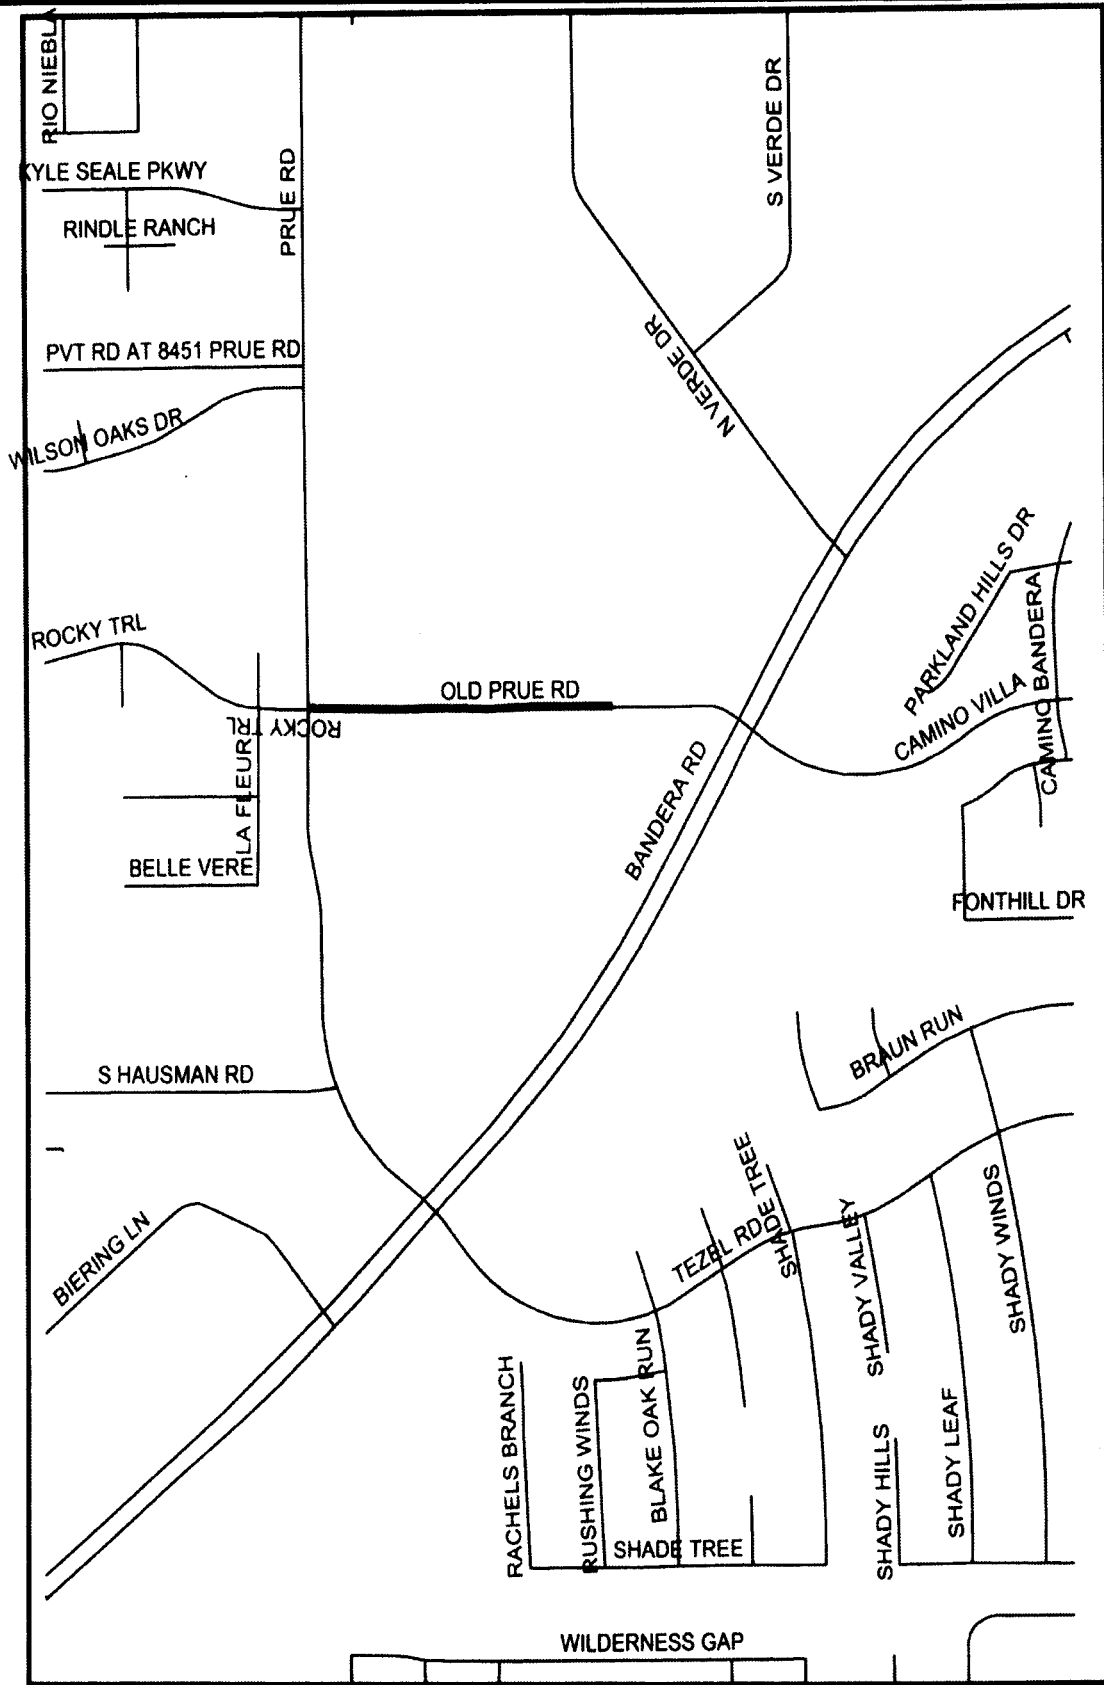 RIO NIEBLA
S VERDE DR
KYLE SEALE PKWY
PRUE RD
RINDLE RANCH
N VERDE DR
PVT RD AT 8451 PRUE RD
WILSON OAKS DR
PARKLAND HILLS DR
CAMINO BANDERA
ROCKY TRL
OLD PRUE RD
ROCKY TRL
CAMINO VILLA
BANDERA RD
LA FLEUR
BELLE VERE
FONTHILL DR
BRAUN RUN
S HAUSMAN RD
SHADE TREE
SHADY WINDS
BIERING LN
TEZEL RD
SHADY VALLEY
RACHELS BRANCH
RUSHING WINDS
BLAKE OAK RUN
SHADY HILLS
SHADY LEAF
SHADE TREE
WILDERNESS GAP